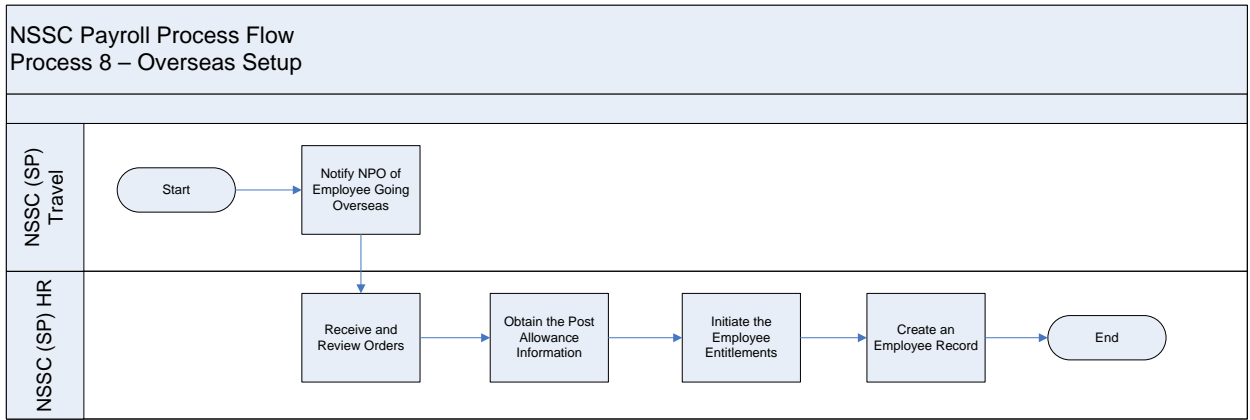 NSSC Payroll Process Flow
Process 8 – Overseas Setup
NSSC (SP)
Travel
Start
Notify NPO of
Employee Going
Overseas
NSSC (SP) HR
Receive and
Review Orders
Obtain the Post
Allowance
Information
Initiate the
Employee
Entitlements
Create an
Employee Record
End